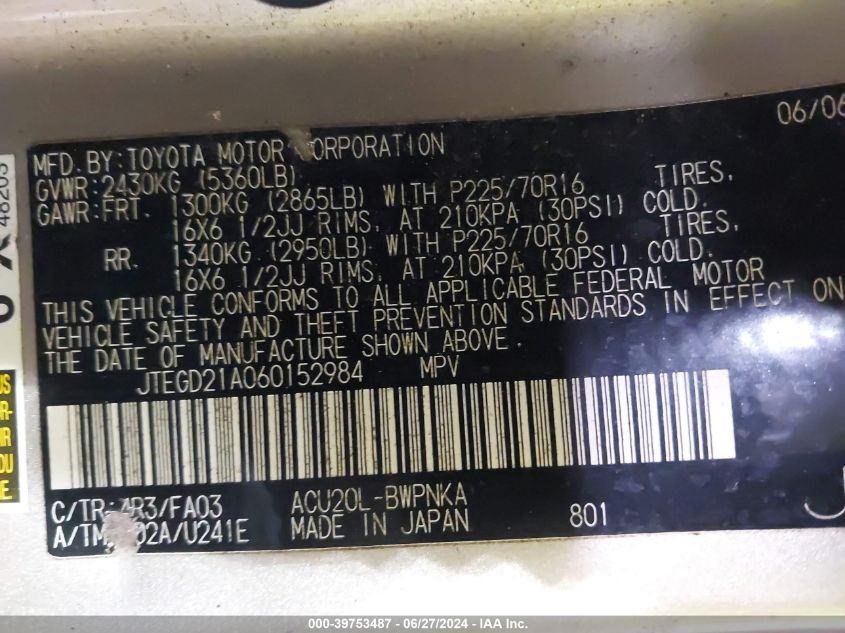 06/06
MFD. BY: TOYOTA MOTOR CORPORATION
GVWR: 2430KG (5360LB)
GAWR: FRT. 1300KG (2865LB) WITH P225/70R16 TIRES,
16X6 1/2JJ RIMS, AT 210KPA (30PSI) COLD.
RR. 1340KG (2950LB) WITH P225/70R16 TIRES,
16X6 1/2JJ RIMS, AT 210KPA (30PSI) COLD.
THIS VEHICLE CONFORMS TO ALL APPLICABLE FEDERAL MOTOR
VEHICLE SAFETY AND THEFT PREVENTION STANDARDS IN EFFECT ON
THE DATE OF MANUFACTURE SHOWN ABOVE.
JTEGD21A060152984 MPV
C/TR: 4R3/FA03 ACU20L-BWPNKA
A/TM: 02A/U241E MADE IN JAPAN 801
48203
000-39753487 - 06/27/2024 - IAA Inc.